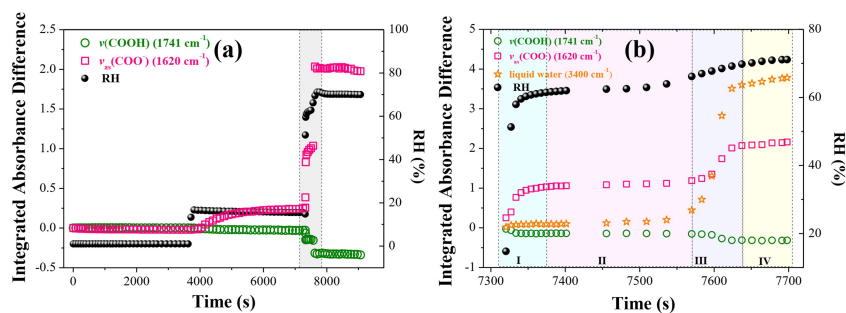 (a)
ν(COOH) (1741 cm⁻¹)
νas(COO⁻) (1620 cm⁻¹)
RH
Integrated Absorbance Difference
2.5
2.0
1.5
1.0
0.5
0.0
-0.5
100
80
60
40
20
0
RH (%)
0 2000 4000 6000 8000 10000
Time (s)
(b)
ν(COOH) (1741 cm⁻¹)
νas(COO⁻) (1620 cm⁻¹)
liquid water (3400 cm⁻¹)
RH
Integrated Absorbance Difference
5
4
3
2
1
0
-1
80
60
40
20
RH (%)
I II III IV
7300 7400 7500 7600 7700
Time (s)